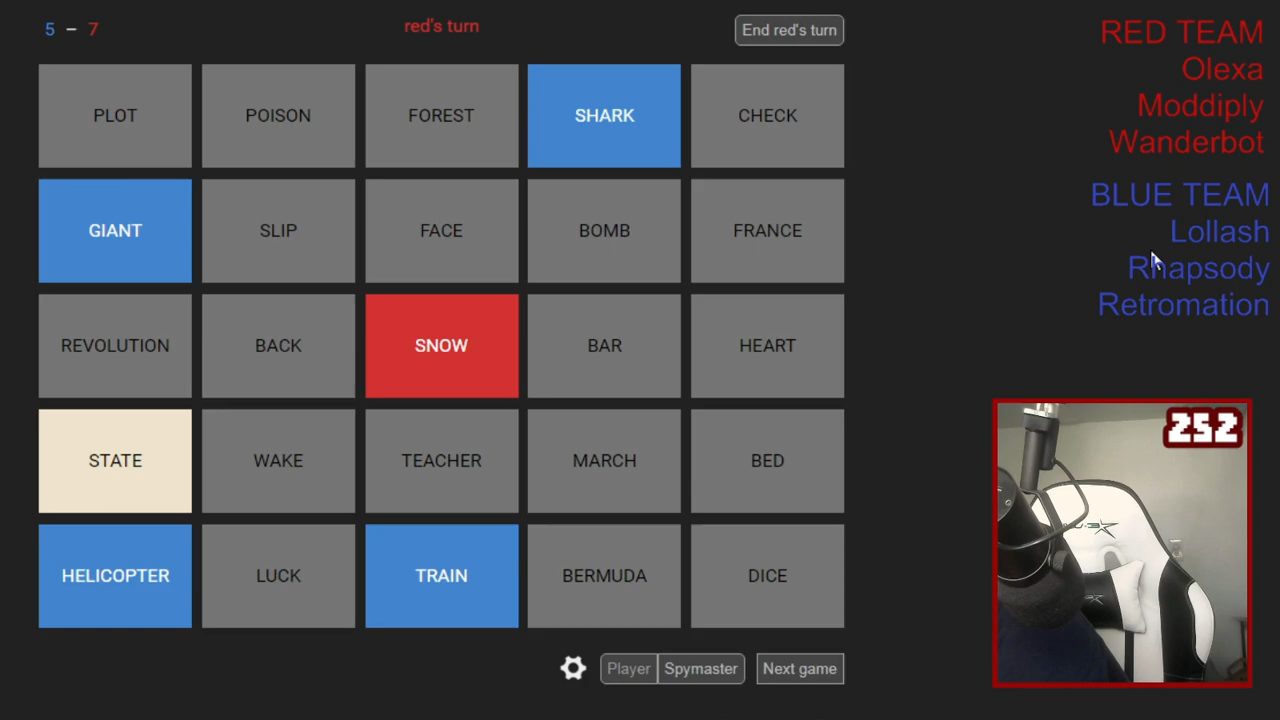 5 – 7
red's turn
End red's turn
PLOT
POISON
FOREST
SHARK
CHECK
GIANT
SLIP
FACE
BOMB
FRANCE
REVOLUTION
BACK
SNOW
BAR
HEART
STATE
WAKE
TEACHER
MARCH
BED
HELICOPTER
LUCK
TRAIN
BERMUDA
DICE
Player
Spymaster
Next game
RED TEAM
Olexa
Moddiply
Wanderbot
BLUE TEAM
Lollash
Rhapsody
Retromation
252